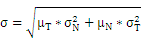 σ = √(μ_T * σ_N^2 + μ_N * σ_T^2)